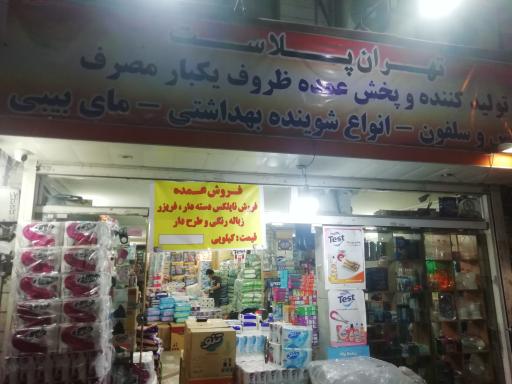 تهران پلاست
تولید کننده و پخش عمده ظروف یکبار مصرف
س و سلفون - انواع شوینده بهداشتی - مای بیبی
فروش عمده
فریش نایلکس دسته دار، فریزر
زباله رنگی و طرح دار
قیمت: کیلویی
Test
Test